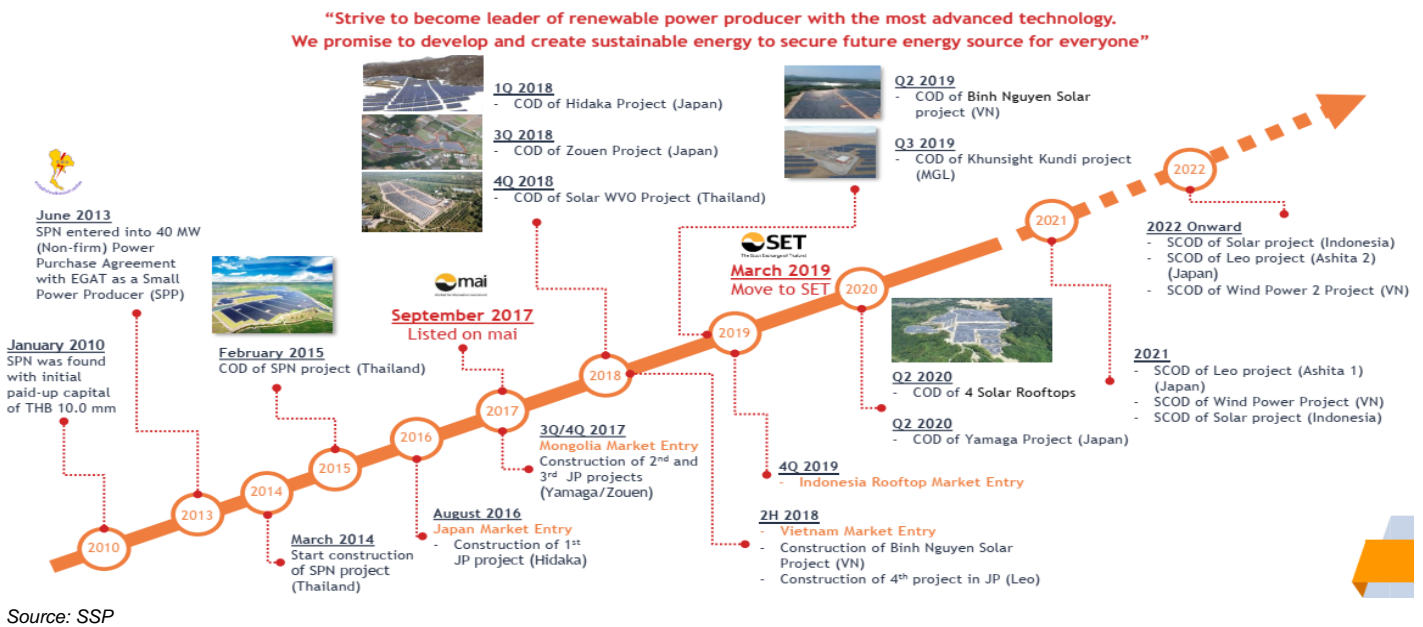 “Strive to become leader of renewable power producer with the most advanced technology.
We promise to develop and create sustainable energy to secure future energy source for everyone”
January 2010
SPN was found
with initial
paid-up capital
of THB 10.0 mm
2010
June 2013
SPN entered into 40 MW
(Non-firm) Power
Purchase Agreement
with EGAT as a Small
Power Producer (SPP)
2013
2014
March 2014
Start construction
of SPN project
(Thailand)
February 2015
COD of SPN project (Thailand)
2015
2016
August 2016
Japan Market Entry
- Construction of 1st
JP project (Hidaka)
mai
September 2017
Listed on mai
2017
3Q/4Q 2017
Mongolia Market Entry
Construction of 2nd and
3rd JP projects
(Yamaga/Zouen)
1Q 2018
- COD of Hidaka Project (Japan)
3Q 2018
- COD of Zouen Project (Japan)
4Q 2018
- COD of Solar WVO Project (Thailand)
2018
2H 2018
- Vietnam Market Entry
- Construction of Binh Nguyen Solar
Project (VN)
- Construction of 4th project in JP (Leo)
SET
The Stock Exchange of Thailand
March 2019
Move to SET
2019
Q2 2019
- COD of Binh Nguyen Solar
project (VN)
Q3 2019
- COD of Khunsight Kundi project
(MGL)
4Q 2019
- Indonesia Rooftop Market Entry
2020
Q2 2020
- COD of 4 Solar Rooftops
Q2 2020
- COD of Yamaga Project (Japan)
2021
2021
- SCOD of Leo project (Ashita 1)
(Japan)
- SCOD of Wind Power Project (VN)
- SCOD of Solar project (Indonesia)
2022
2022 Onward
- SCOD of Solar project (Indonesia)
- SCOD of Leo project (Ashita 2)
(Japan)
- SCOD of Wind Power 2 Project (VN)
Source: SSP